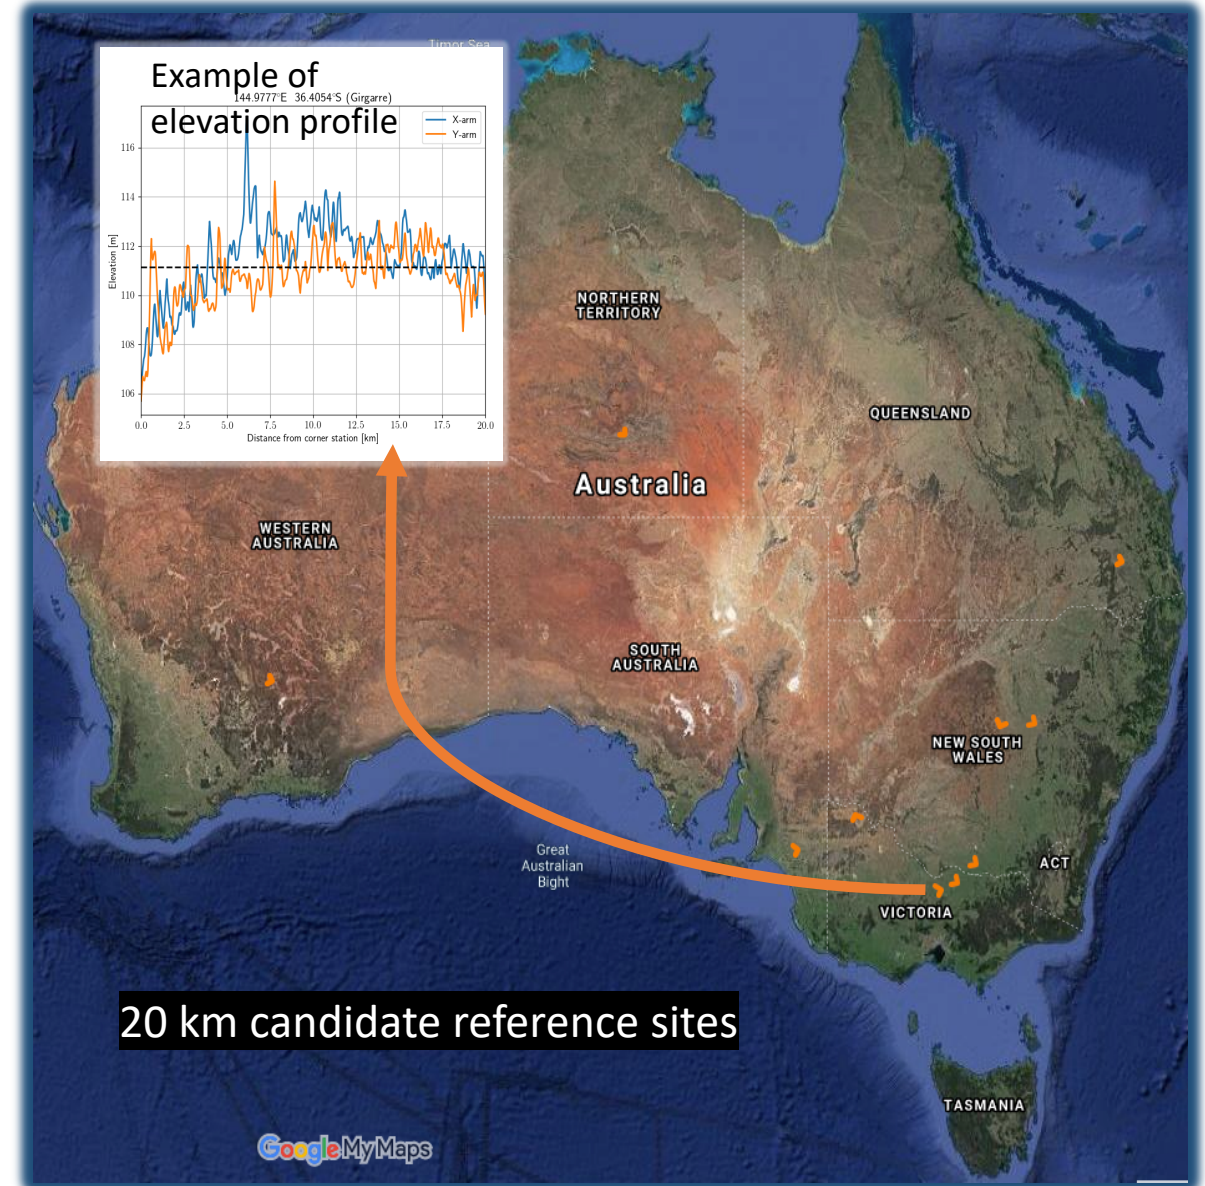 Timor Sea
Example of
144.9777°E 36.4054°S (Girgarre)
elevation profile
X-arm
Y-arm
116
114
112
110
108
106
Elevation [m]
0.0 2.5 5.0 7.5 10.0 12.5 15.0 17.5 20.0
Distance from corner station [km]
NORTHERN
TERRITORY
QUEENSLAND
Australia
WESTERN
AUSTRALIA
SOUTH
AUSTRALIA
NEW SOUTH
WALES
Great
Australian
Bight
ACT
VICTORIA
20 km candidate reference sites
TASMANIA
Google My Maps